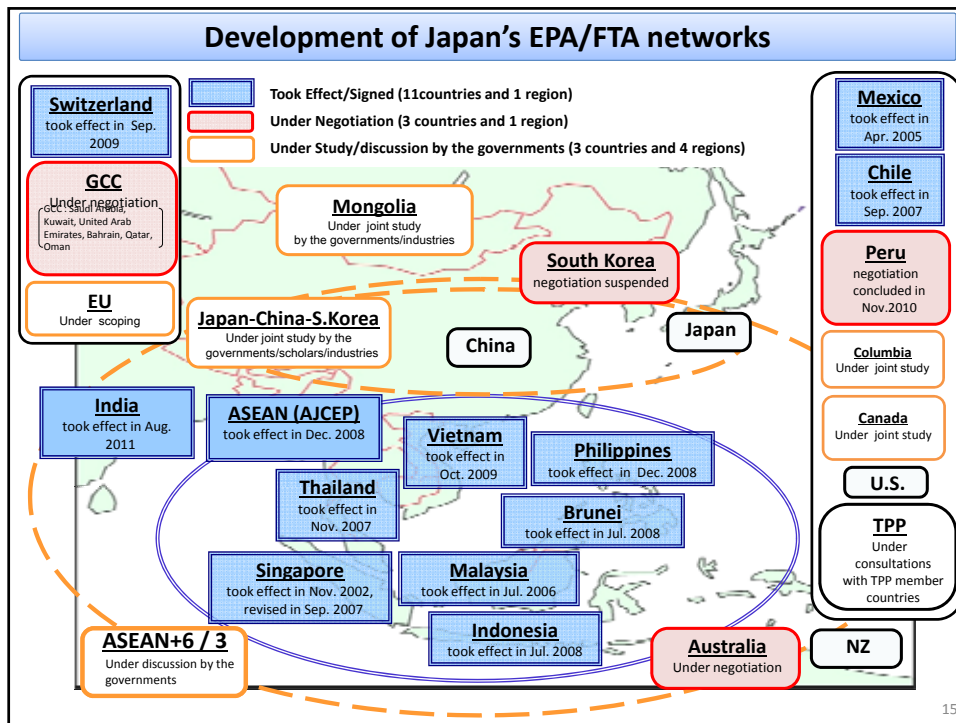 Development of Japan's EPA/FTA networks
Took Effect/Signed (11countries and 1 region)
Under Negotiation (3 countries and 1 region)
Under Study/discussion by the governments (3 countries and 4 regions)
Switzerland
took effect in Sep.
2009
GCC
Under negotiation
GCC : Saudi Arabia,
Kuwait, United Arab
Emirates, Bahrain, Qatar,
Oman
EU
Under scoping
Mongolia
Under joint study
by the governments/industries
South Korea
negotiation suspended
Japan-China-S.Korea
Under joint study by the
governments/scholars/industries
China
Japan
Mexico
took effect in
Apr. 2005
Chile
took effect in
Sep. 2007
Peru
negotiation
concluded in
Nov.2010
Columbia
Under joint study
Canada
Under joint study
U.S.
TPP
Under
consultations
with TPP member
countries
India
took effect in Aug.
2011
ASEAN (AJCEP)
took effect in Dec. 2008
Vietnam
took effect in
Oct. 2009
Philippines
took effect in Dec. 2008
Thailand
took effect in
Nov. 2007
Brunei
took effect in Jul. 2008
Singapore
took effect in Nov. 2002,
revised in Sep. 2007
Malaysia
took effect in Jul. 2006
Indonesia
took effect in Jul. 2008
ASEAN+6 / 3
Under discussion by the
governments
Australia
Under negotiation
NZ
15